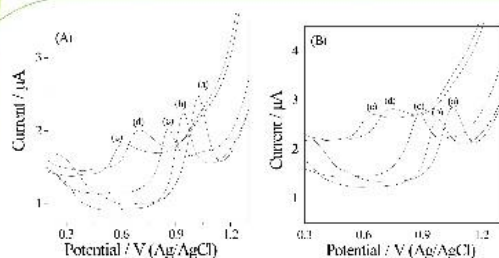 (A)
3
2
1
Current / μA
(d)
(b)
0.3
0.6
0.9
1.2
Potential / V (Ag/AgCl)
(B)
4
3
2
1
Current / μA
(d)
0.3
0.6
0.9
1.2
Potential / V (Ag/AgCl)